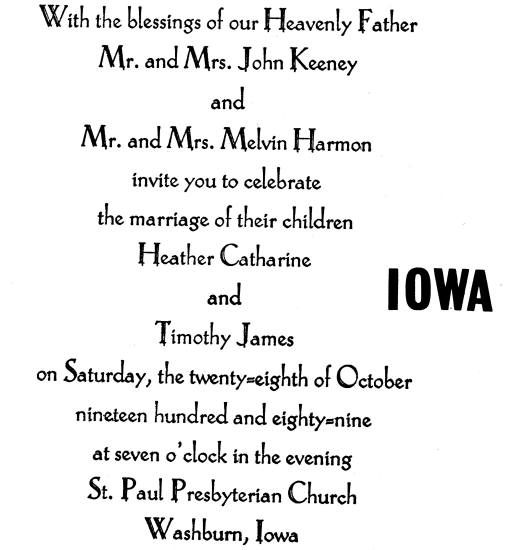 With the blessings of our Heavenly Father
Mr. and Mrs. John Keeney
and
Mr. and Mrs. Melvin Harmon
invite you to celebrate
the marriage of their children
Heather Catharine
and
Timothy James
on Saturday, the twenty=eighth of October
nineteen hundred and eighty=nine
at seven o'clock in the evening
St. Paul Presbyterian Church
Washburn, Iowa
IOWA